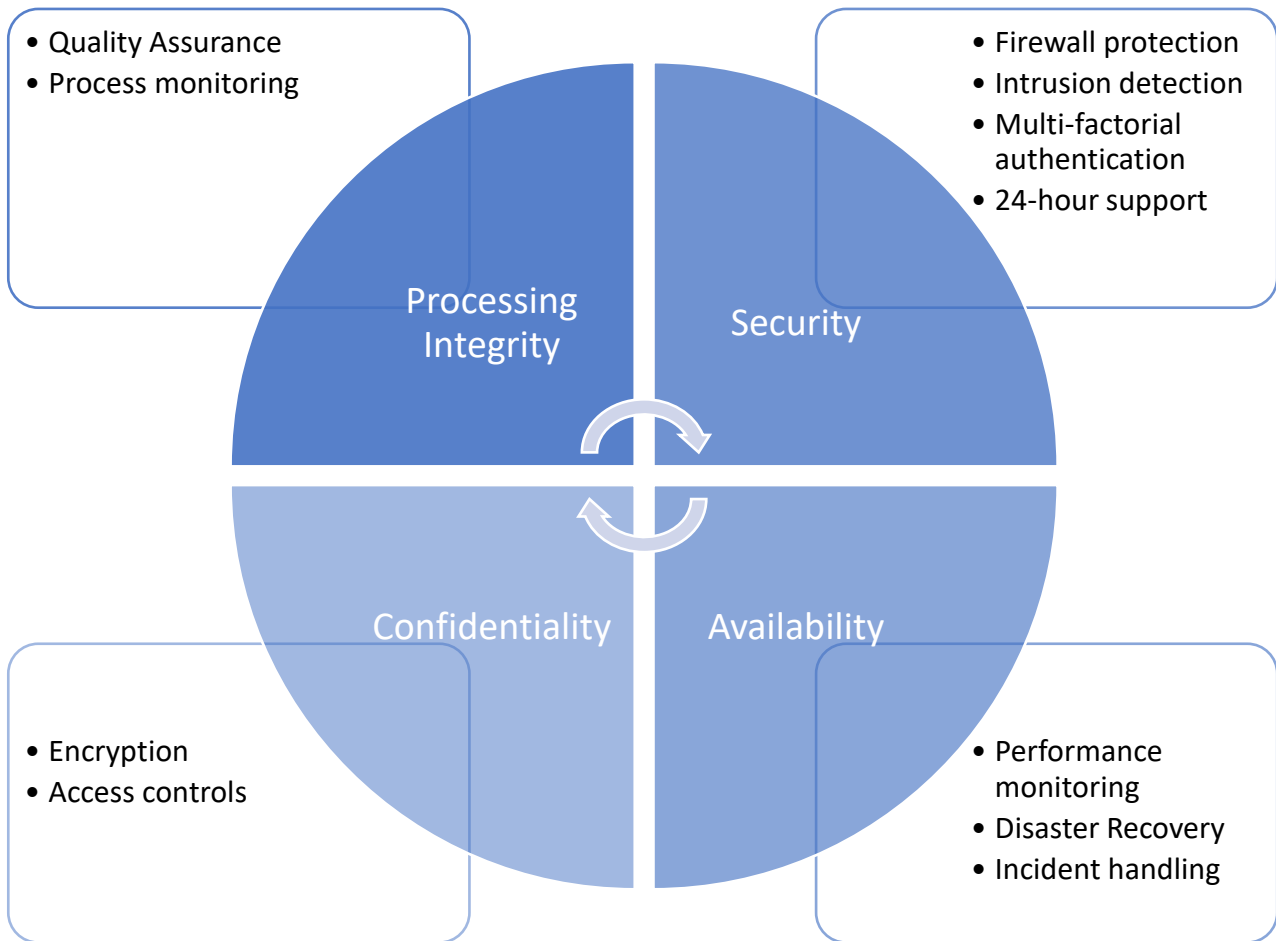 • Quality Assurance
• Process monitoring
• Firewall protection
• Intrusion detection
• Multi-factorial
authentication
• 24-hour support
Processing
Integrity
Security
Confidentiality
Availability
• Encryption
• Access controls
• Performance
monitoring
• Disaster Recovery
• Incident handling